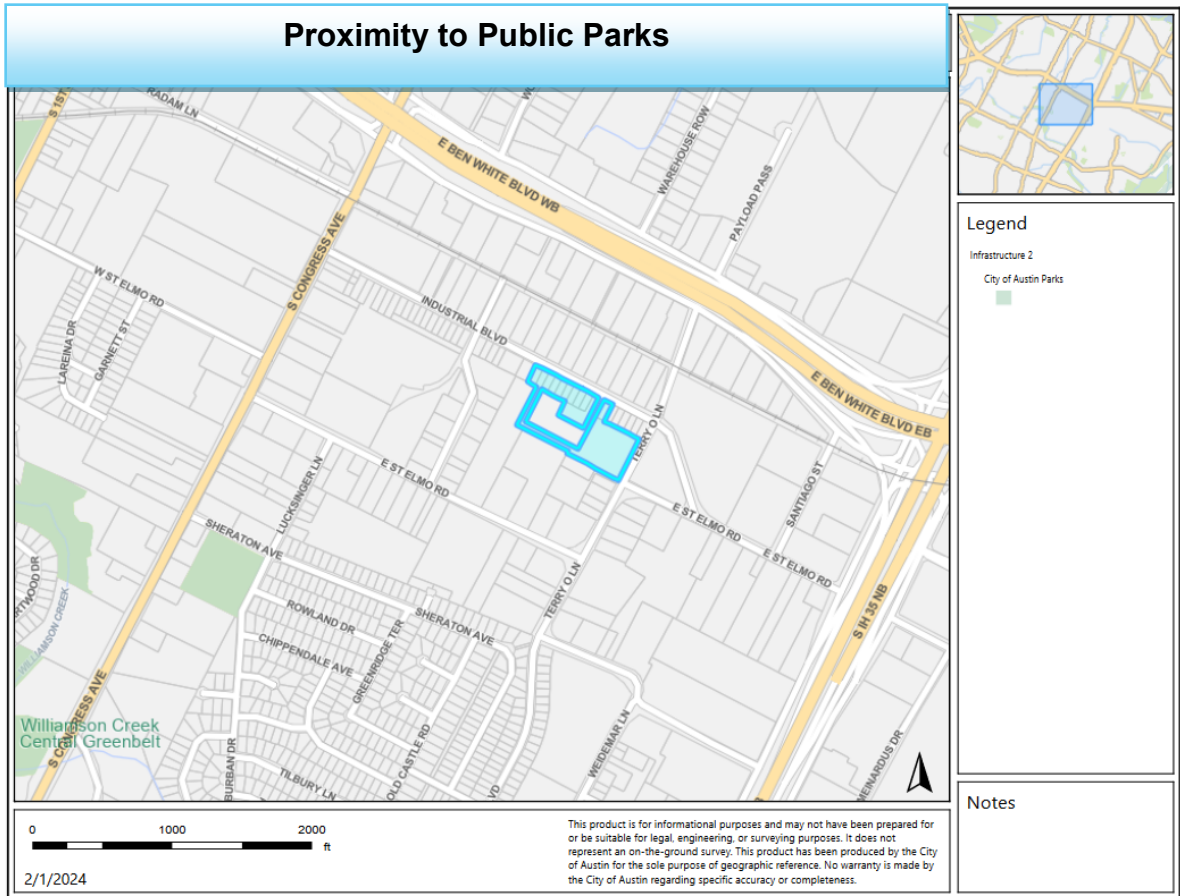 Proximity to Public Parks
RADAM LN
E BEN WHITE BLVD WB
WAREHOUSE ROW
PAYLOAD PASS
S CONGRESS AVE
W ST ELMO RD
LAREINA DR
GARNETT ST
INDUSTRIAL BLVD
E BEN WHITE BLVD EB
TERRY O LN
SANTIAGO ST
LUCKSINGER LN
E ST ELMO RD
E ST ELMO RD
E ST ELMO RD
SHERATON AVE
SHERATON AVE
ROWLAND DR
CHIPPENDALE AVE
GREENRIDGE TER
TERRY O LN
S IH 35 NB
WILLIAMSON CREEK
S CONGRESS AVE
Williamson Creek
Central Greenbelt
TILBURY LN
OLD CASTLE RD
WEIDEMAR LN
MEINARDUS DR
Legend
Infrastructure 2
City of Austin Parks
Notes
0 1000 2000
ft
2/1/2024
This product is for informational purposes and may not have been prepared for
or be suitable for legal, engineering, or surveying purposes. It does not
represent an on-the-ground survey. This product has been produced by the City
of Austin for the sole purpose of geographic reference. No warranty is made by
the City of Austin regarding specific accuracy or completeness.